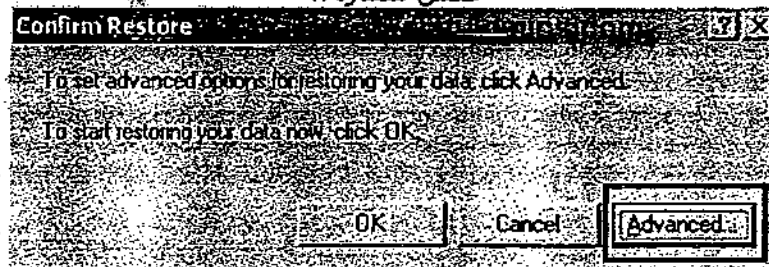 Confirm Restore
To set advanced options for restoring your data, click Advanced.
To start restoring your data now, click OK.
OK Cancel Advanced...